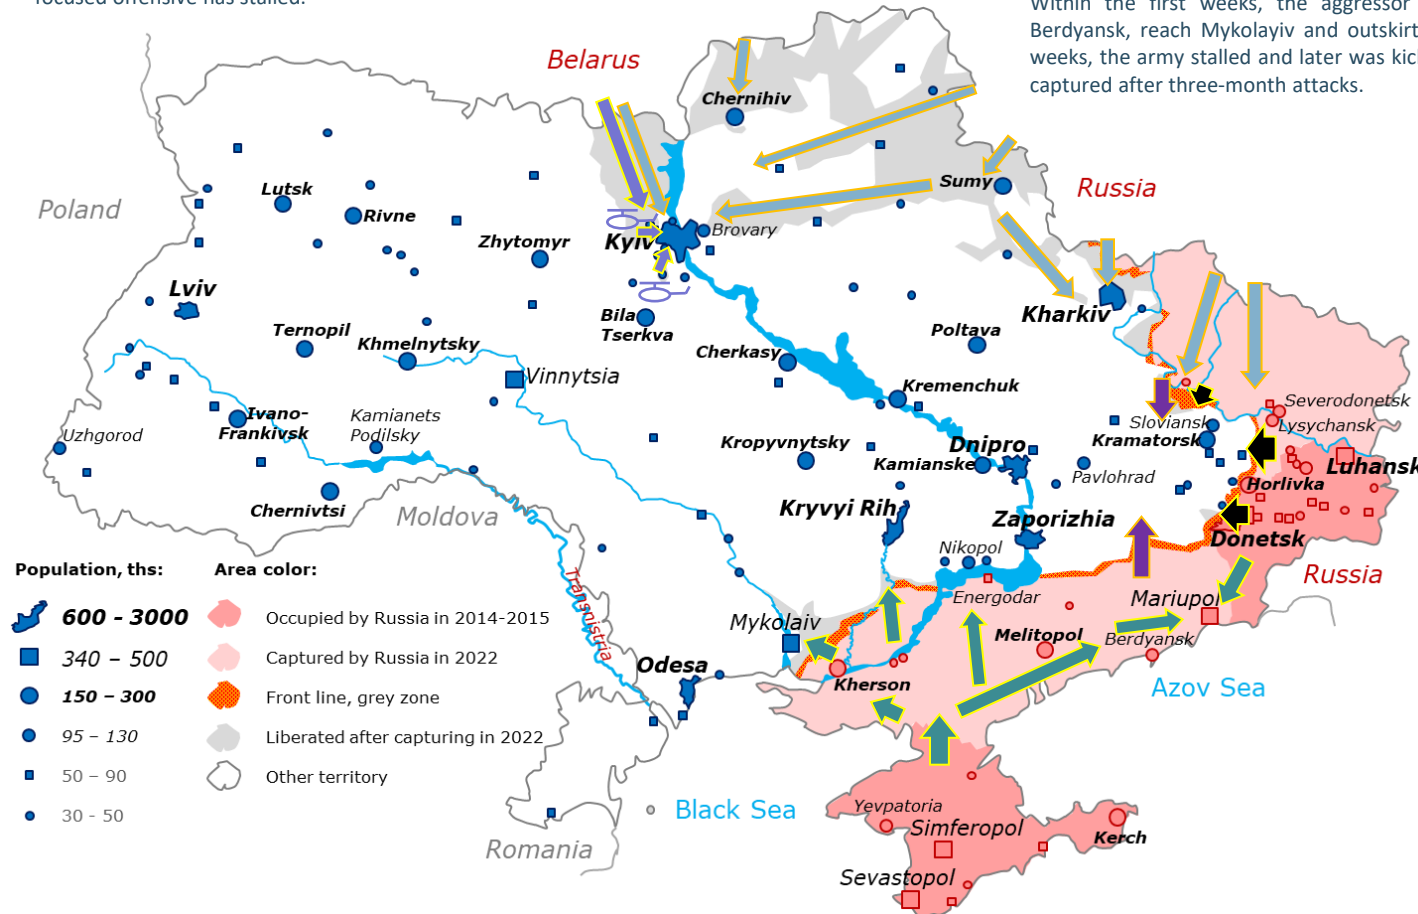 focused offensive has stalled.
Within the first weeks, the aggressor
Berdyansk, reach Mykolayiv and outskirt
weeks, the army stalled and later was kic
captured after three-month attacks.
Belarus
Chernihiv
Poland
Lutsk
Rivne
Sumy
Russia
Zhytomyr
Kyiv
Brovary
Lviv
Kharkiv
Bila
Tserkva
Ternopil
Khmelnytsky
Poltava
Cherkasy
Vinnytsia
Kremenchuk
Severodonetsk
Ivano-
Frankivsk
Kamianets
Podilsky
Sloviansk
Lysychansk
Uzhgorod
Kropyvnytsky
Dnipro
Kramatorsk
Kamianske
Pavlohrad
Luhansk
Horlivka
Chernivtsi
Moldova
Kryvyi Rih
Zaporizhia
Donetsk
Nikopol
Russia
Transnistria
Energodar
Mariupol
Mykolaiv
Melitopol
Berdyansk
Odesa
Kherson
Azov Sea
Population, ths:
600 - 3000
340 – 500
150 – 300
95 – 130
50 – 90
30 - 50
Area color:
Occupied by Russia in 2014-2015
Captured by Russia in 2022
Front line, grey zone
Liberated after capturing in 2022
Other territory
Black Sea
Yevpatoria
Simferopol
Kerch
Romania
Sevastopol